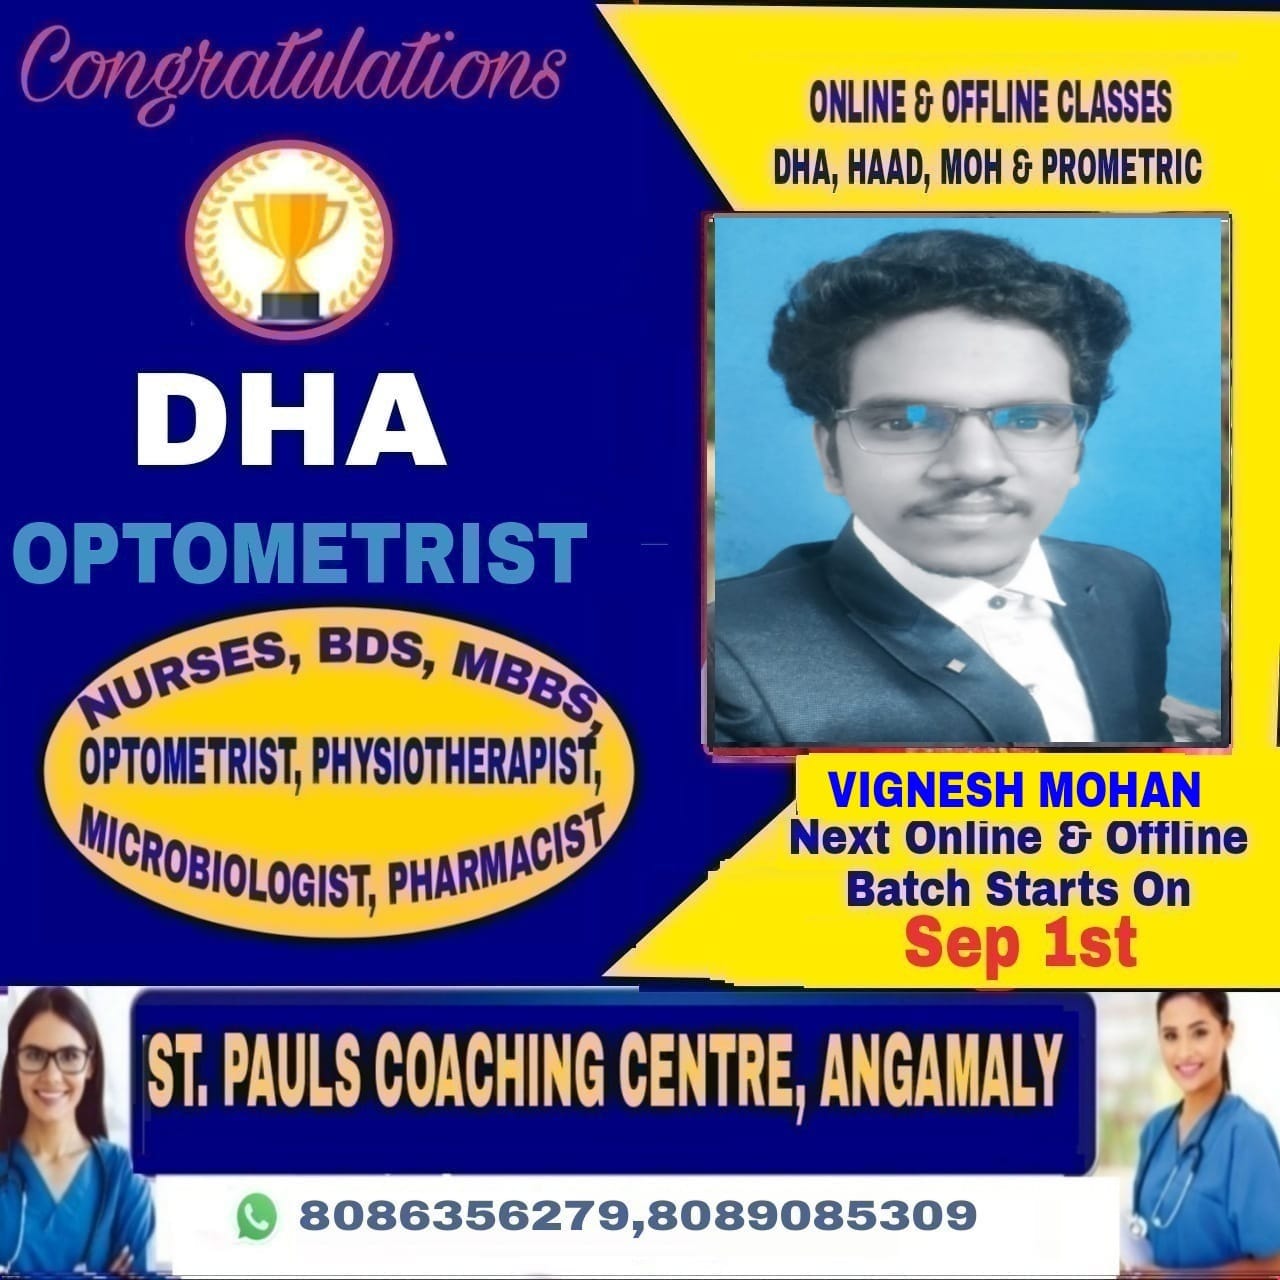 Congratulations
DHA
OPTOMETRIST
NURSES, BDS, MBBS,
OPTOMETRIST, PHYSIOTHERAPIST,
MICROBIOLOGIST, PHARMACIST
ONLINE & OFFLINE CLASSES
DHA, HAAD, MOH & PROMETRIC
VIGNESH MOHAN
Next Online & Offline
Batch Starts On
Sep 1st
ST. PAULS COACHING CENTRE, ANGAMALY
8086356279,8089085309